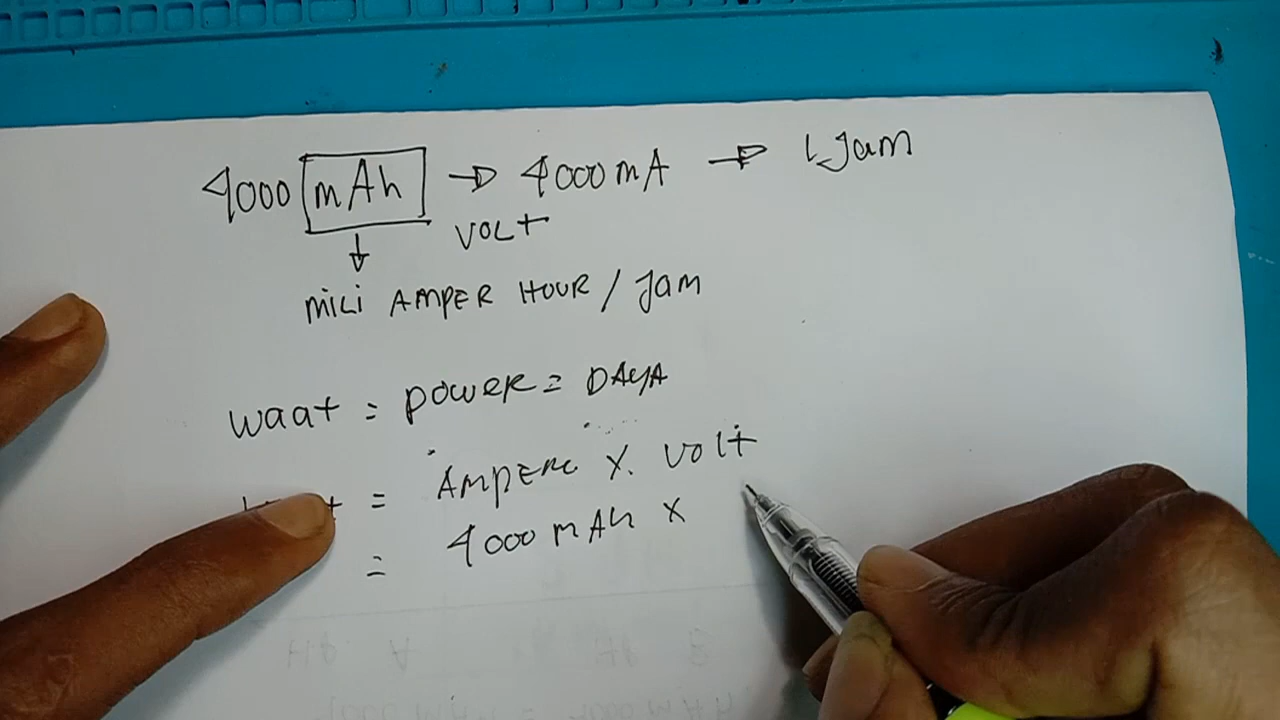 4000 mAh → 4000 mA → 1 Jam
VOLT
MiLi AMPER HOUR / Jam
waat = power = DAYA
= AMPERE X. Volt
= 4000 mAh X